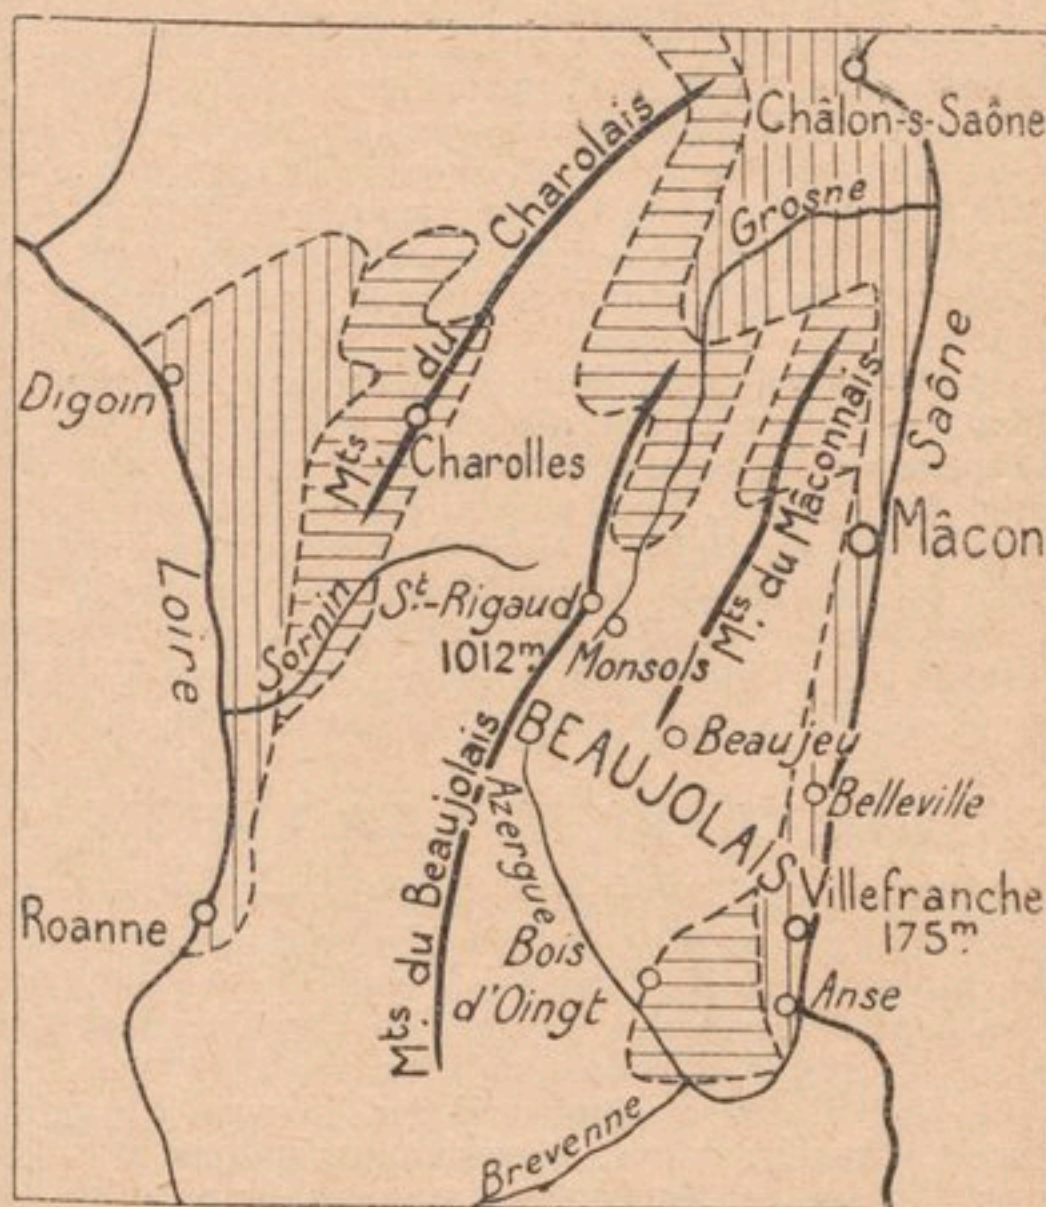 Châlon-s-Saône
Mts du Charolais
Grosne
Digoin
Saône
Charolles
Mts. du Mâconnais
Mâcon
Loire
Sornin
St.-Rigaud
1012m.
Monsols
BEAUJOLAIS
Beaujeu
Mts. du Beaujolais
Azergue
Belleville
Roanne
Villefranche
175m
Bois
d'Oingt
Anse
Brevenne